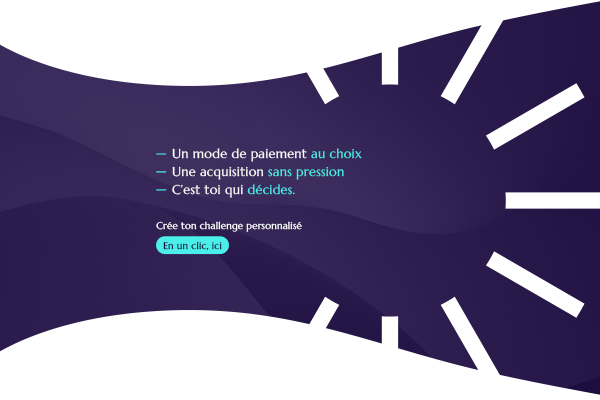 — Un mode de paiement au choix
— Une acquisition sans pression
— C'est toi qui décides.
Crée ton challenge personnalisé
En un clic, ici